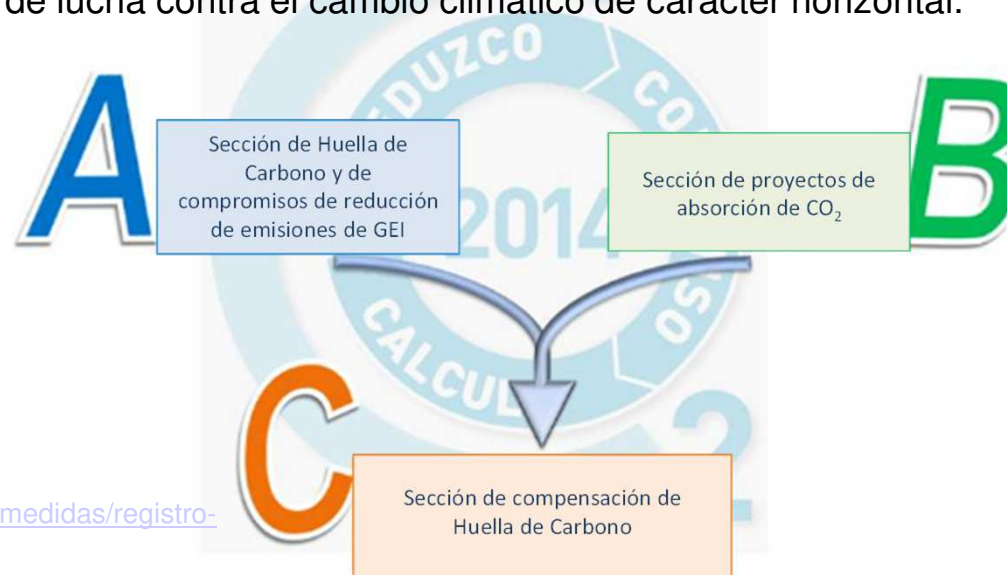 de lucha contra el cambio climático de carácter horizontal.
A
Sección de Huella de
Carbono y de
compromisos de reducción
de emisiones de GEI
Sección de proyectos de
absorción de CO₂
B
2014
CALCUL
C
Sección de compensación de
Huella de Carbono
2
medidas/registro-